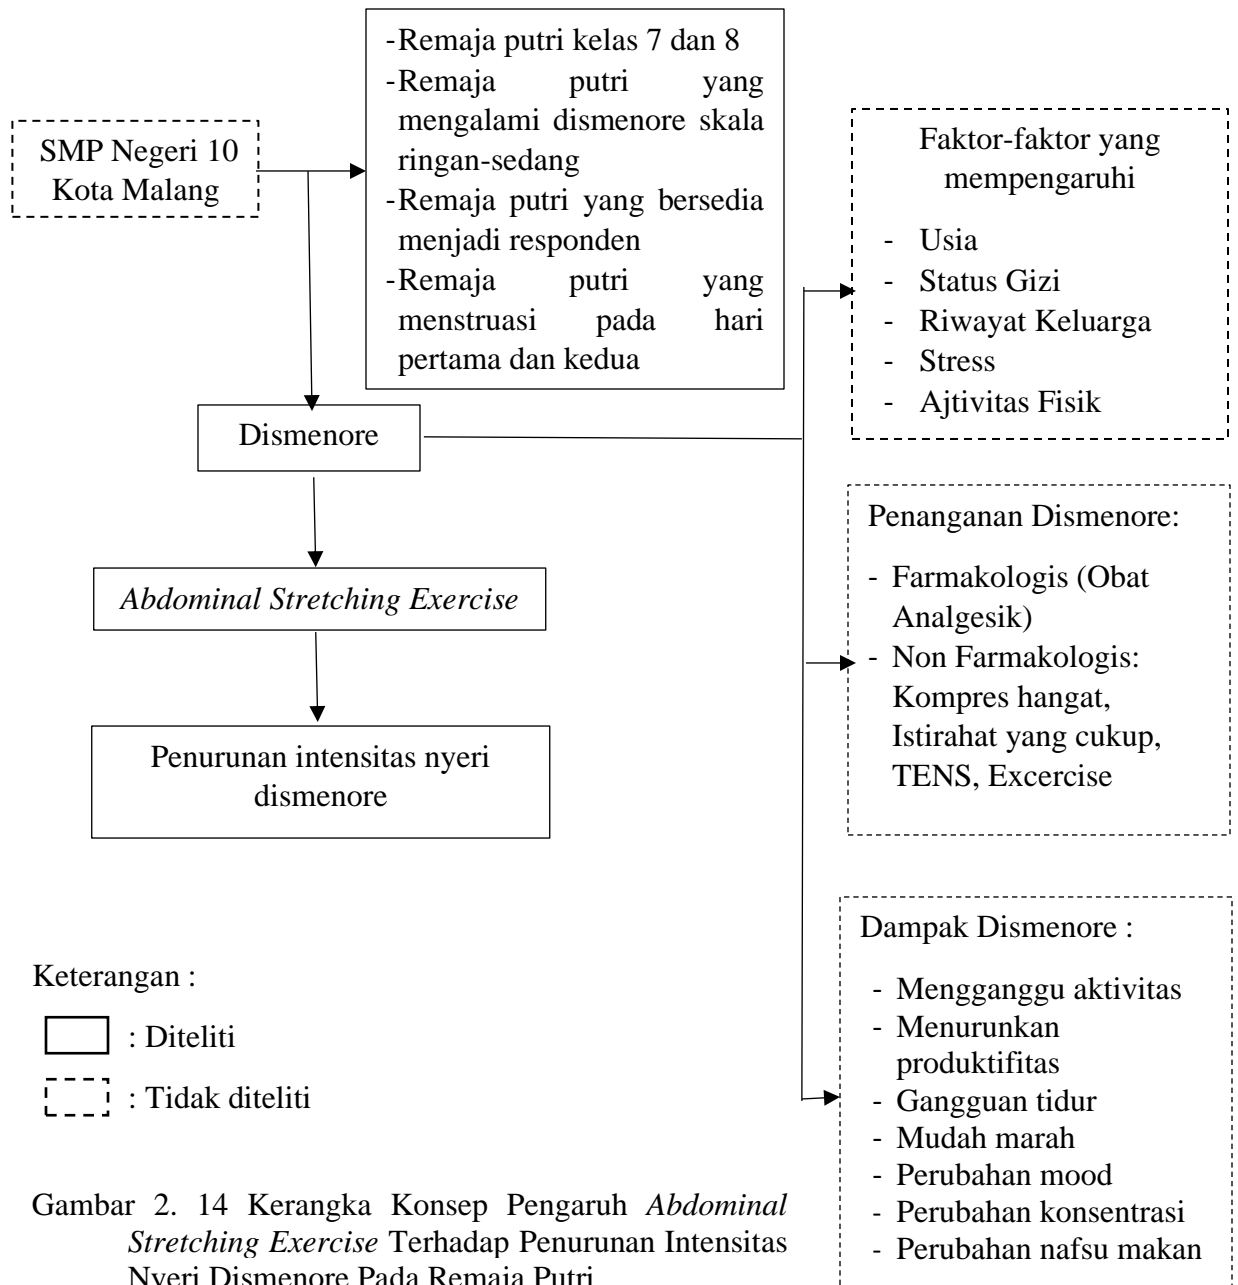 SMP Negeri 10
Kota Malang
-Remaja putri kelas 7 dan 8
-Remaja putri yang
mengalami dismenore skala
ringan-sedang
-Remaja putri yang bersedia
menjadi responden
-Remaja putri yang
menstruasi pada hari
pertama dan kedua
Faktor-faktor yang
mempengaruhi
- Usia
- Status Gizi
- Riwayat Keluarga
- Stress
- Ajtivitas Fisik
Dismenore
Abdominal Stretching Exercise
Penurunan intensitas nyeri
dismenore
Penanganan Dismenore:
- Farmakologis (Obat
Analgesik)
- Non Farmakologis:
Kompres hangat,
Istirahat yang cukup,
TENS, Excercise
Dampak Dismenore :
- Mengganggu aktivitas
- Menurunkan
produktifitas
- Gangguan tidur
- Mudah marah
- Perubahan mood
- Perubahan konsentrasi
- Perubahan nafsu makan
Keterangan :
: Diteliti
: Tidak diteliti
Gambar 2. 14 Kerangka Konsep Pengaruh Abdominal
Stretching Exercise Terhadap Penurunan Intensitas
Nyeri Dismenore Pada Remaja Putri